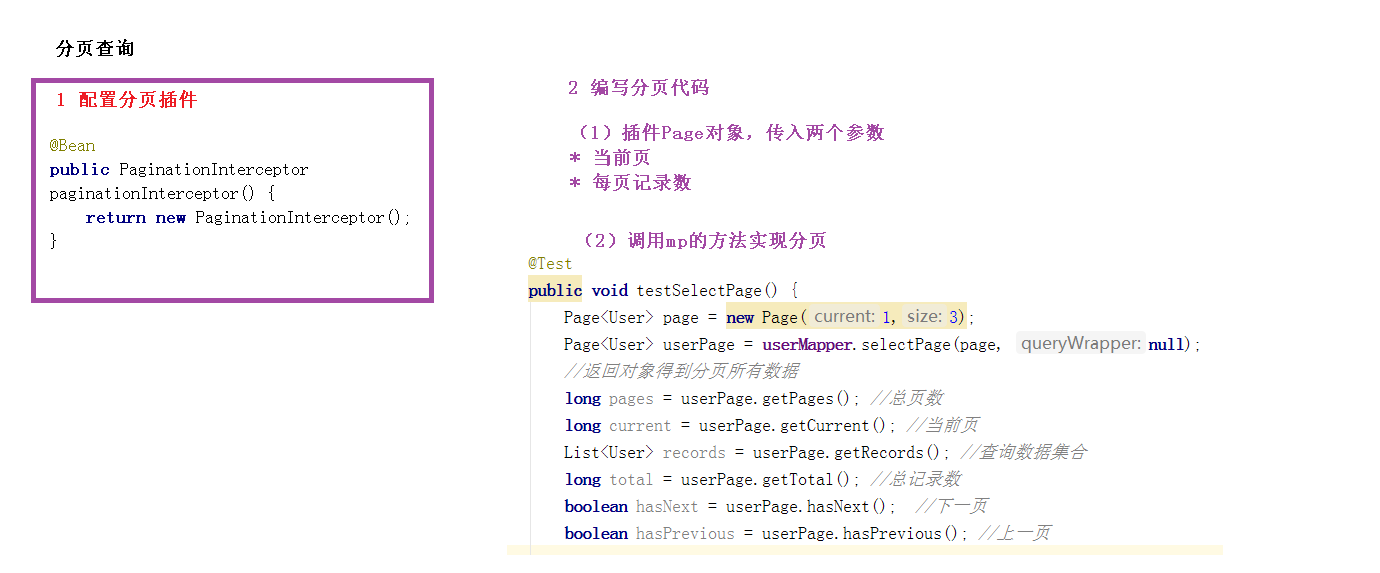 分页查询
1 配置分页插件
@Bean
public PaginationInterceptor
paginationInterceptor() {
return new PaginationInterceptor();
}
2 编写分页代码
（1）插件Page对象，传入两个参数
* 当前页
* 每页记录数
（2）调用mp的方法实现分页
@Test
public void testSelectPage() {
Page<User> page = new Page( current: 1, size: 3);
Page<User> userPage = userMapper.selectPage(page, queryWrapper: null);
//返回对象得到分页所有数据
long pages = userPage.getPages(); //总页数
long current = userPage.getCurrent(); //当前页
List<User> records = userPage.getRecords(); //查询数据集合
long total = userPage.getTotal(); //总记录数
boolean hasNext = userPage.hasNext(); //下一页
boolean hasPrevious = userPage.hasPrevious(); //上一页